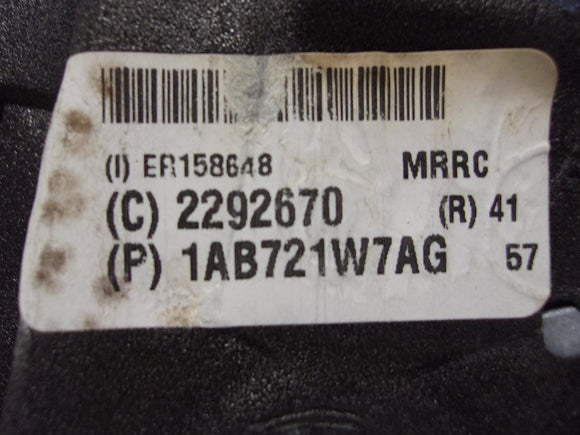 (I) ER158648 MRRC
(C) 2292670 (R) 41
(P) 1AB721W7AG 57